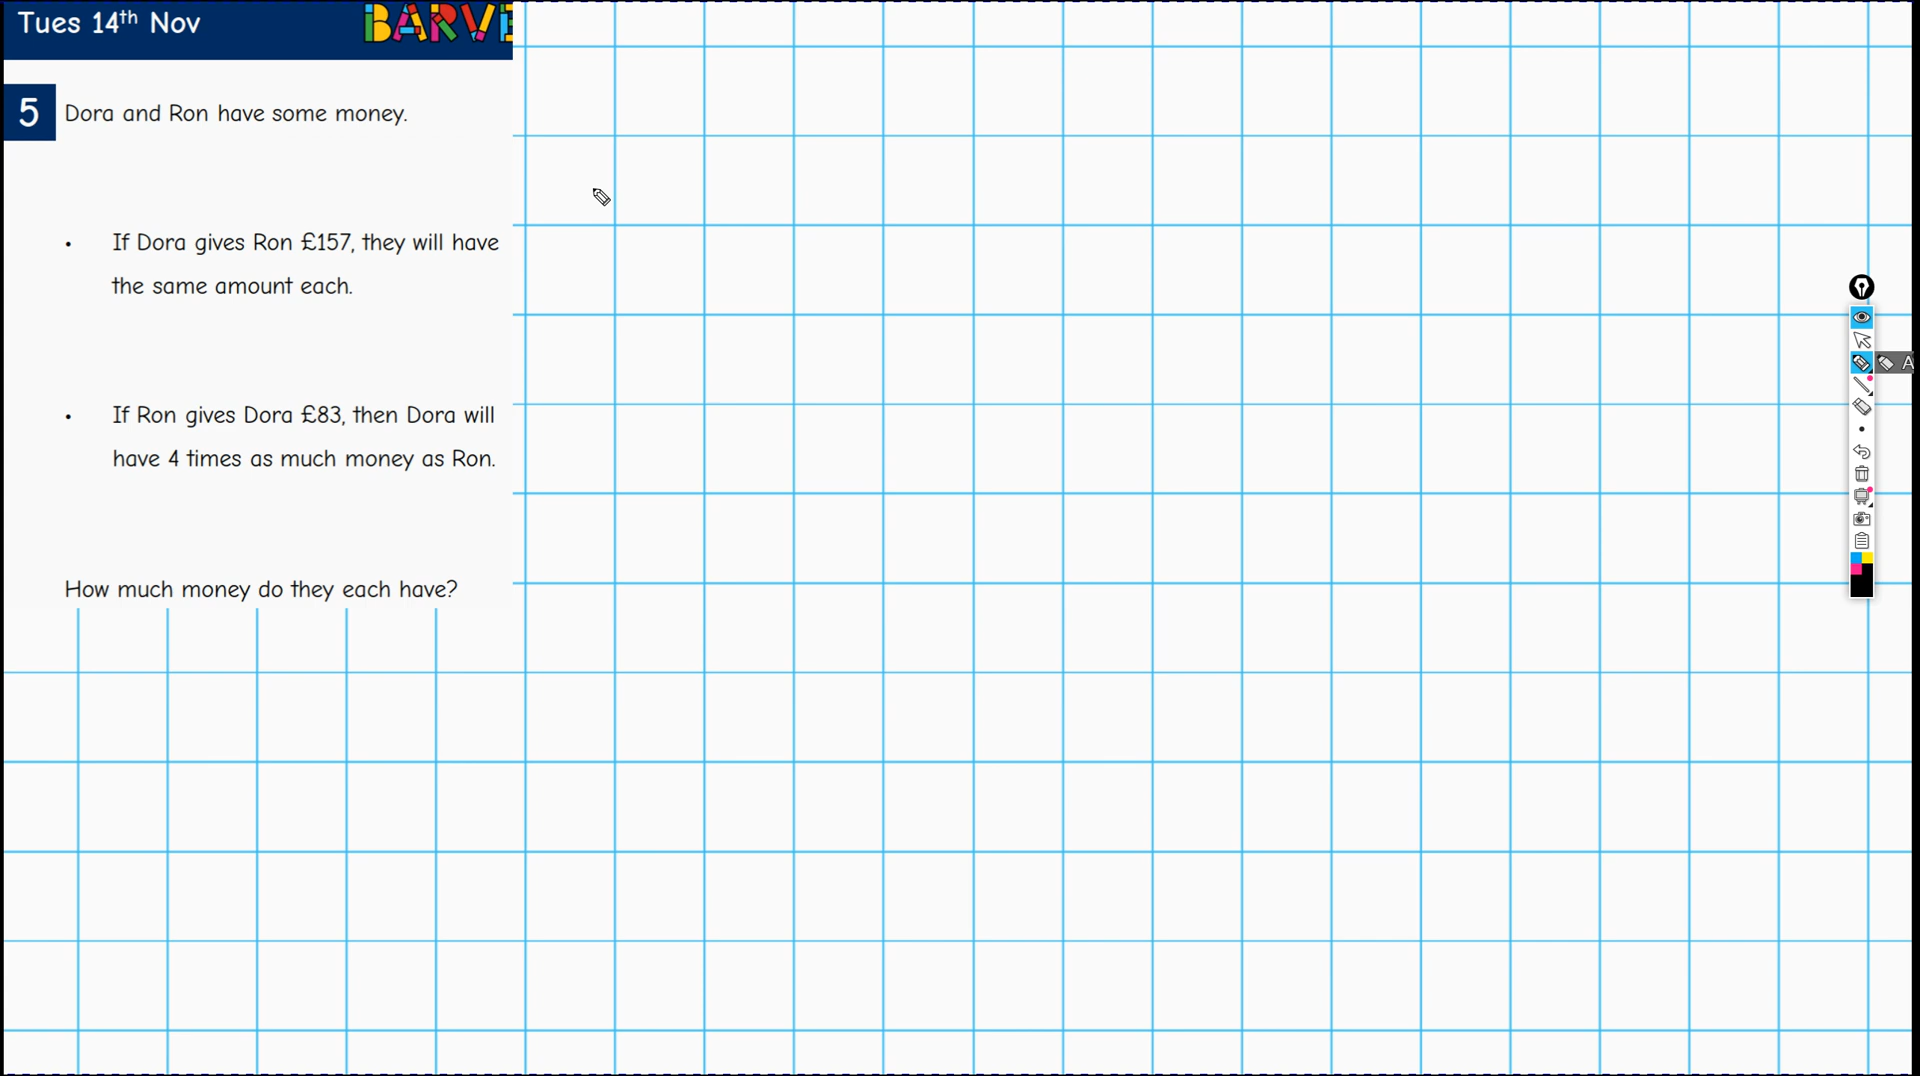 Tues 14th Nov
BARVE
5
Dora and Ron have some money.
• If Dora gives Ron £157, they will have
the same amount each.
• If Ron gives Dora £83, then Dora will
have 4 times as much money as Ron.
How much money do they each have?
A